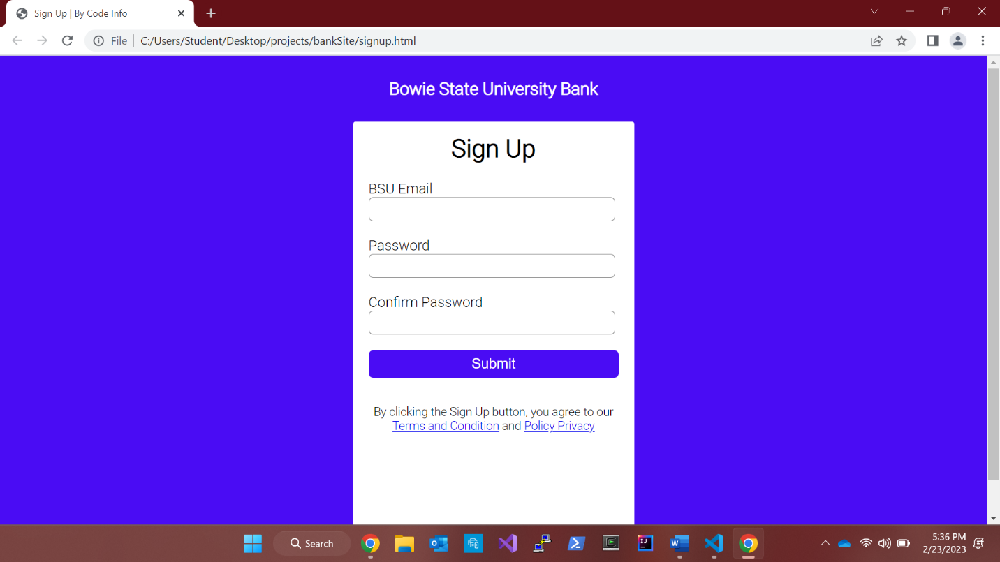 Sign Up | By Code Info
File | C:/Users/Student/Desktop/projects/bankSite/signup.html
Bowie State University Bank
Sign Up
BSU Email
Password
Confirm Password
Submit
By clicking the Sign Up button, you agree to our
Terms and Condition and Policy Privacy
Search
5:36 PM
2/23/2023